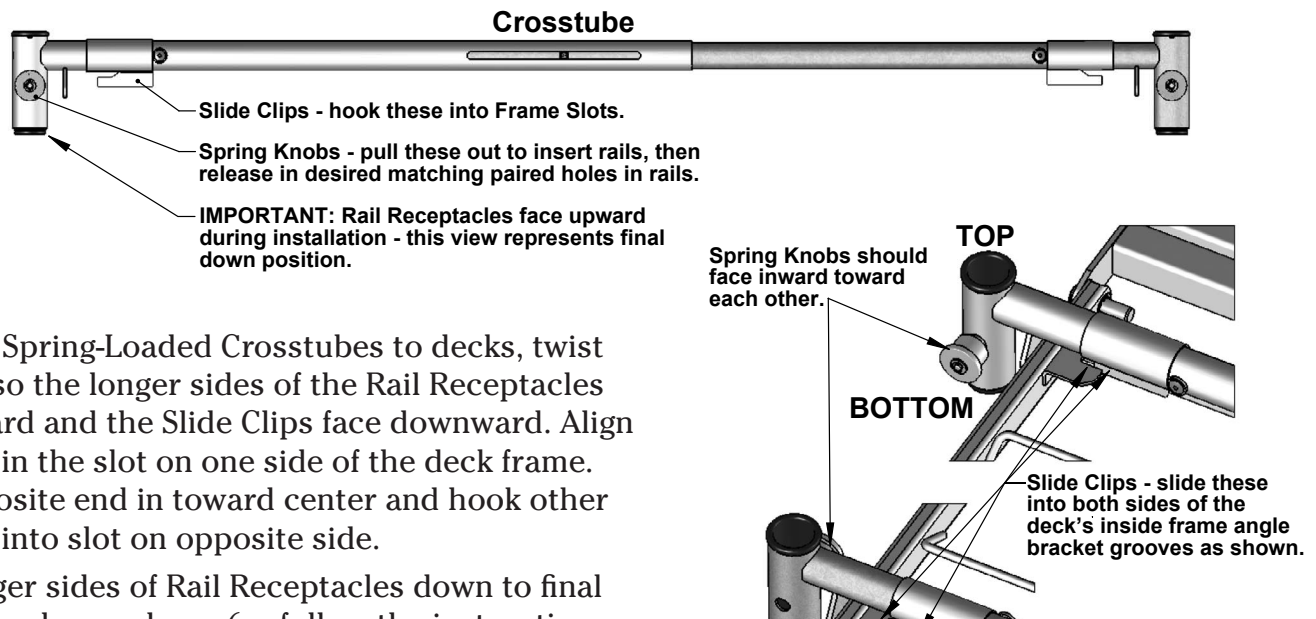 Crosstube
Slide Clips - hook these into Frame Slots.
Spring Knobs - pull these out to insert rails, then
release in desired matching paired holes in rails.
IMPORTANT: Rail Receptacles face upward
during installation - this view represents final
down position.
TOP
Spring Knobs should
face inward toward
each other.
BOTTOM
Slide Clips - slide these
into both sides of the
deck's inside frame angle
bracket grooves as shown.
Spring-Loaded Crosstubes to decks, twist
so the longer sides of the Rail Receptacles
and the Slide Clips face downward. Align
in the slot on one side of the deck frame.
end in toward center and hook other
into slot on opposite side.
sides of Rail Receptacles down to final